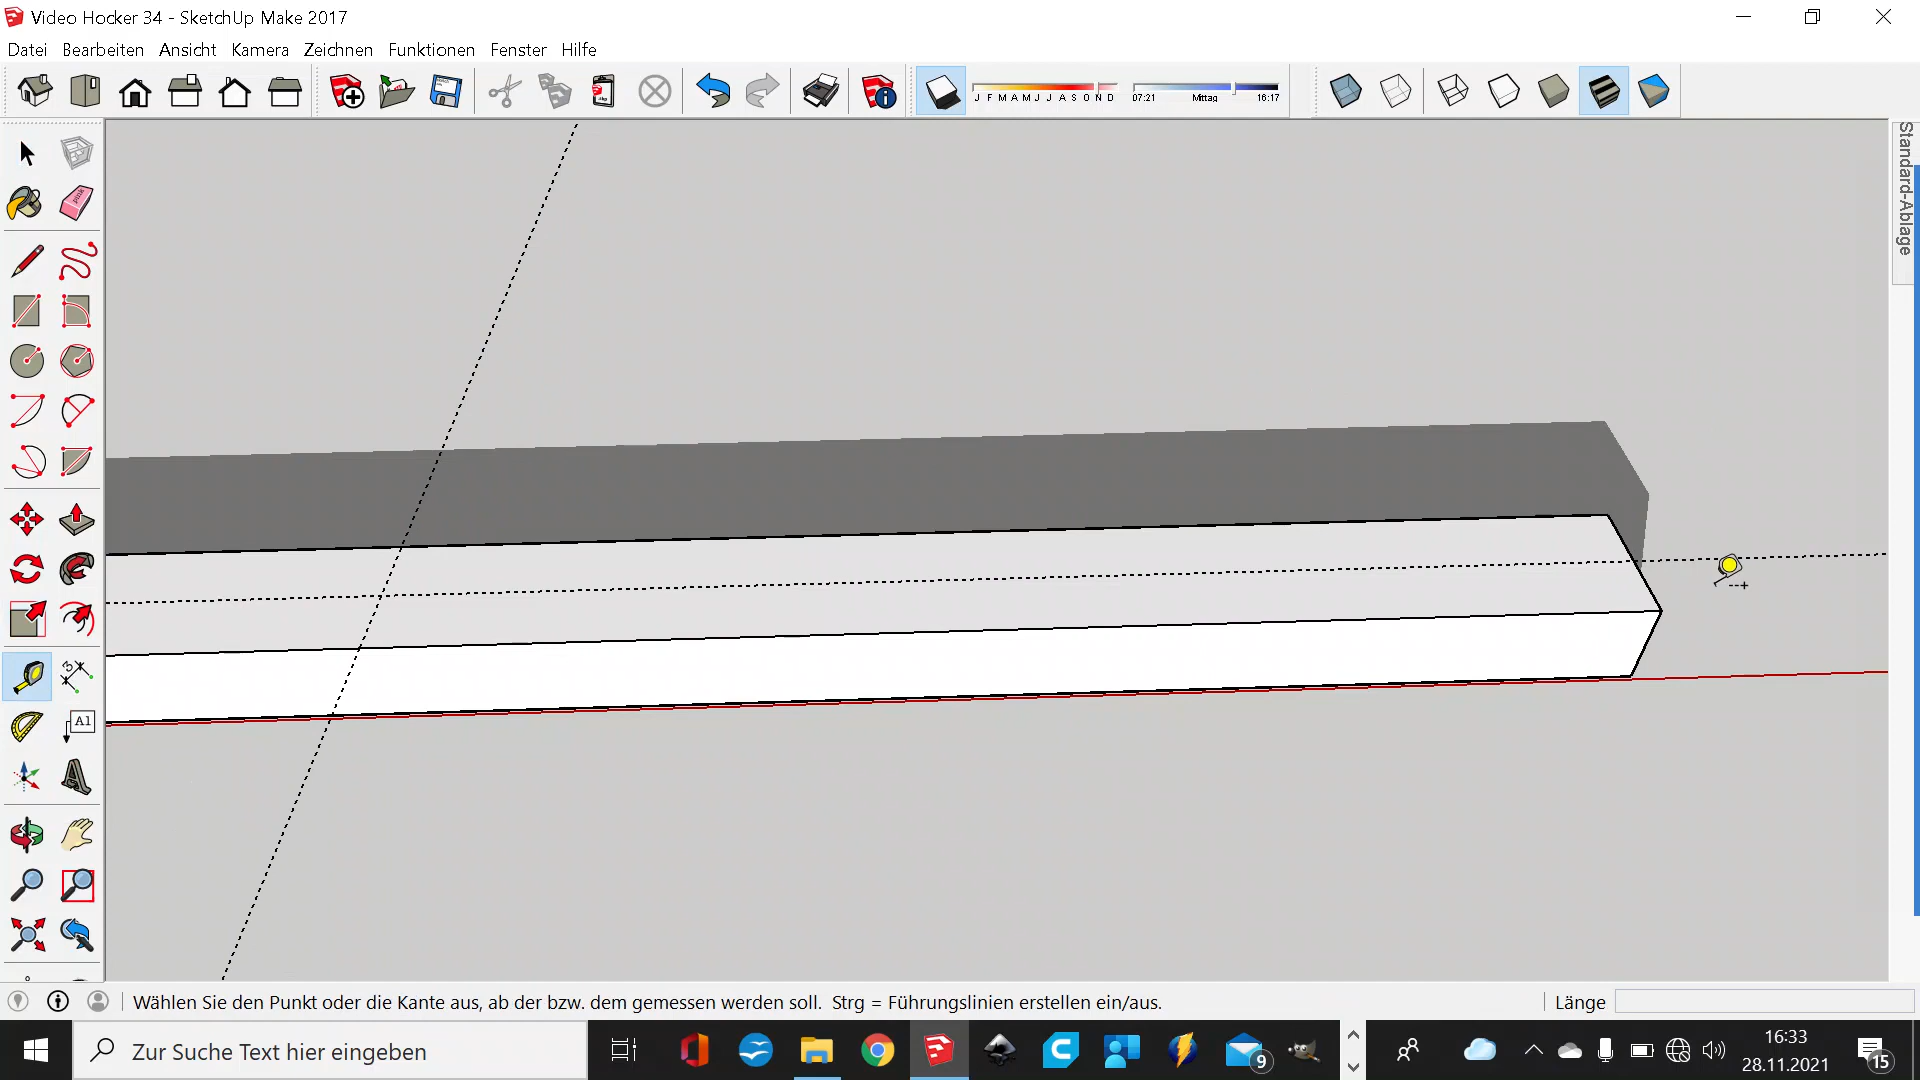 Video Hocker 34 - SketchUp Make 2017
Datei Bearbeiten Ansicht Kamera Zeichnen Funktionen Fenster Hilfe
J F M A M J J A S O N D
07:21 Mittag 16:17
Standard-Ablage
A1
Wählen Sie den Punkt oder die Kante aus, ab der bzw. dem gemessen werden soll. Strg = Führungslinien erstellen ein/aus.
Länge
Zur Suche Text hier eingeben
9
16:33
28.11.2021
15